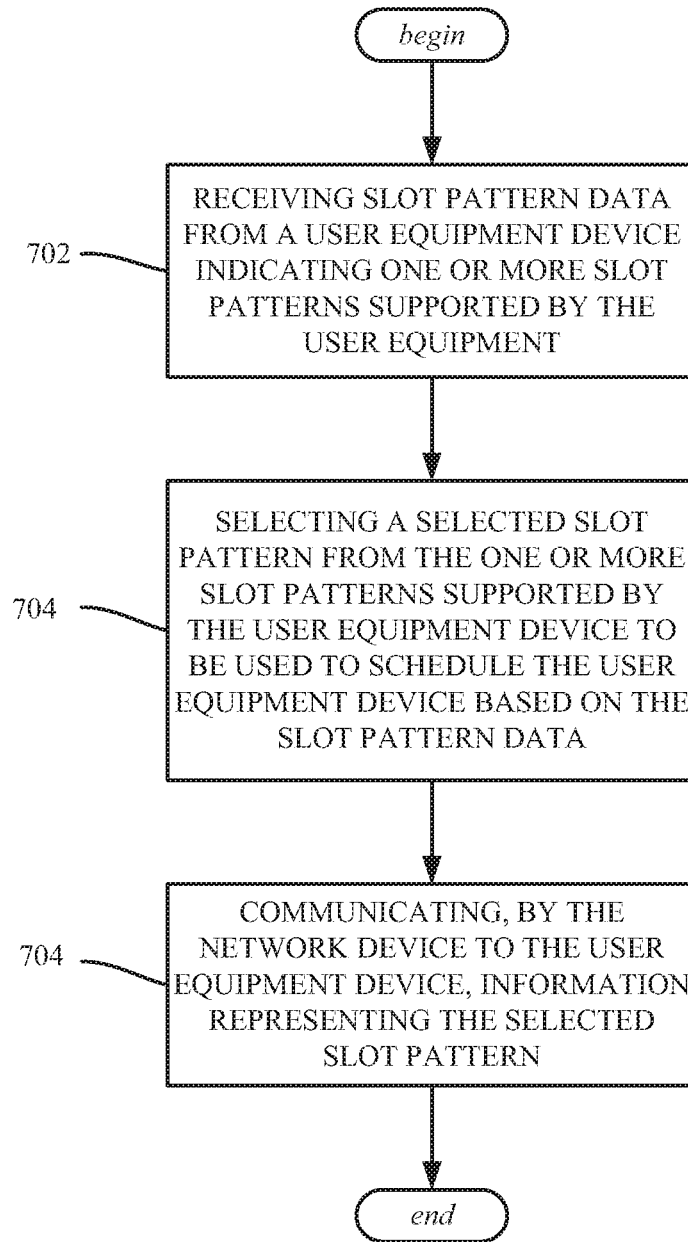 begin
702
RECEIVING SLOT PATTERN DATA
FROM A USER EQUIPMENT DEVICE
INDICATING ONE OR MORE SLOT
PATTERNS SUPPORTED BY THE
USER EQUIPMENT
704
SELECTING A SELECTED SLOT
PATTERN FROM THE ONE OR MORE
SLOT PATTERNS SUPPORTED BY
THE USER EQUIPMENT DEVICE TO
BE USED TO SCHEDULE THE USER
EQUIPMENT DEVICE BASED ON THE
SLOT PATTERN DATA
704
COMMUNICATING, BY THE
NETWORK DEVICE TO THE USER
EQUIPMENT DEVICE, INFORMATION
REPRESENTING THE SELECTED
SLOT PATTERN
end